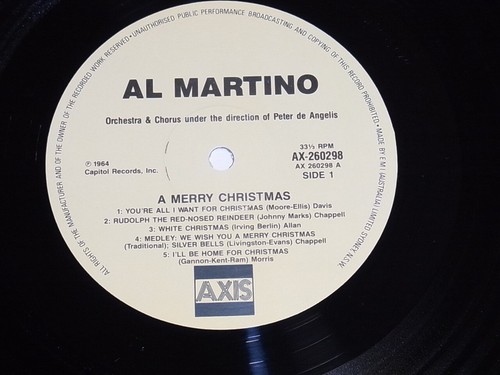 ALL RIGHTS OF THE MANUFACTURER AND OF THE OWNER OF THE RECORDED WORK RESERVED • UNAUTHORISED PUBLIC PERFORMANCE BROADCASTING AND COPYING OF THIS RECORD PROHIBITED • MADE BY E.M.I. (AUSTRALIA) LIMITED SYDNEY N.S.W.
AL MARTINO
Orchestra & Chorus under the direction of Peter de Angelis
℗ 1964
Capitol Records, Inc.
33⅓ RPM
AX-260298
AX 260298 A
SIDE 1
A MERRY CHRISTMAS
1: YOU'RE ALL I WANT FOR CHRISTMAS (Moore-Ellis) Davis
2: RUDOLPH THE RED-NOSED REINDEER (Johnny Marks) Chappell
3: WHITE CHRISTMAS (Irving Berlin) Allan
4: MEDLEY: WE WISH YOU A MERRY CHRISTMAS
(Traditional); SILVER BELLS (Livingston-Evans) Chappell
5: I'LL BE HOME FOR CHRISTMAS
(Gannon-Kent-Ram) Morris
AXIS